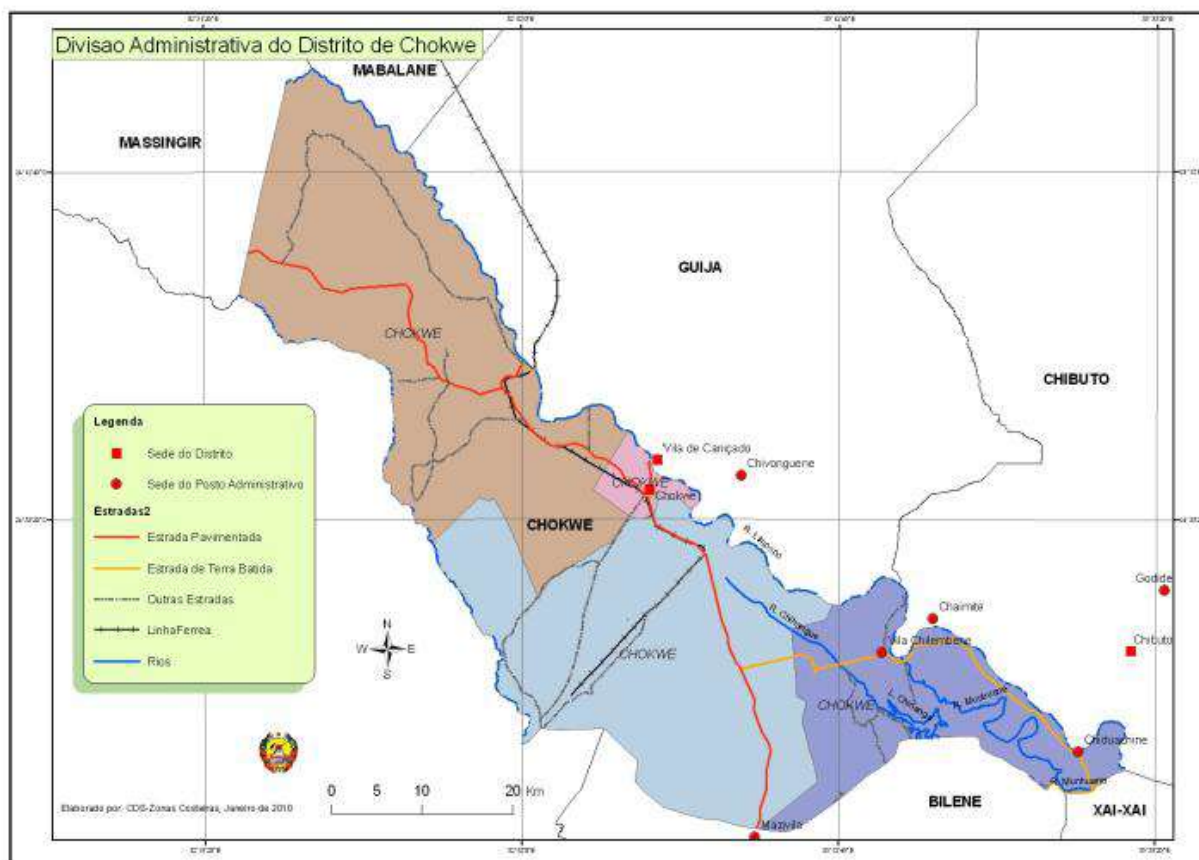 Divisao Administrativa do Distrito de Chokwe
MABALANE
MASSINGIR
GUIJA
CHOKWE
CHIBUTO
Legenda
Sede do Distrito
Sede do Posto Administrativo
Estradas2
Estrada Pavimentada
Estrada de Terra Batida
Outras Estradas
LinhaFerrea
Rios
Vila de Caniçado
Chivonguene
CHOKWE
Chokwe
CHOKWE
R. Limpopo
Godide
Chaimite
Vila Chilembene
Chibuto
CHOKWE
CHOKWE
L. Chinanga
Chiduachine
BILENE
XAI-XAI
Mazivila
N
W E
S
0 5 10 20 Km
Elaborado por: CDS-Zonas Costeiras, Janeiro de 2010